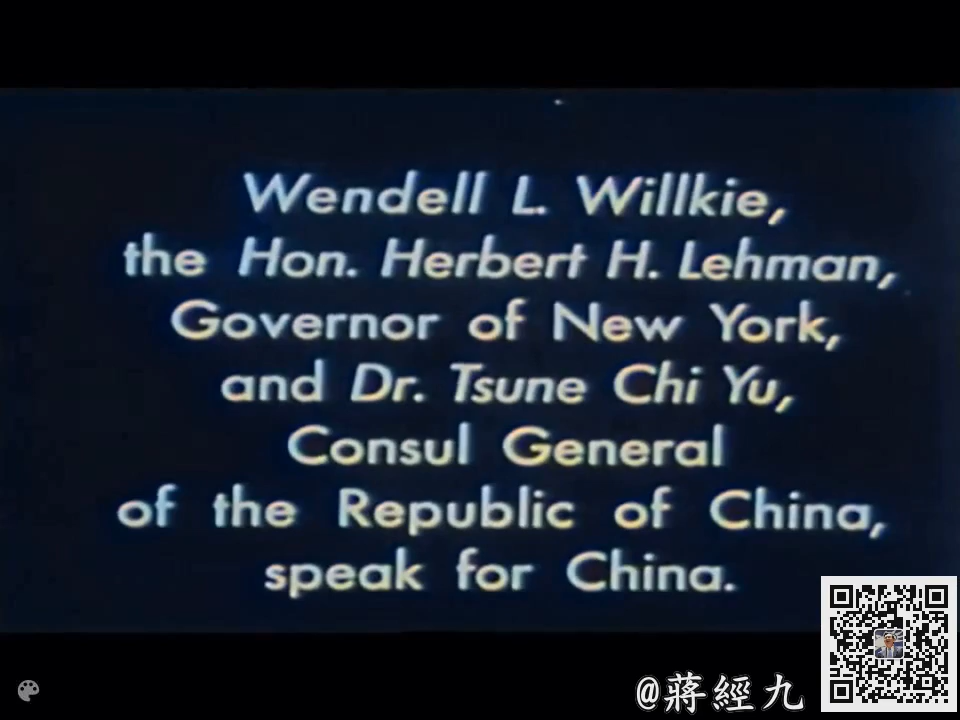 Wendell L. Willkie,
the Hon. Herbert H. Lehman,
Governor of New York,
and Dr. Tsune Chi Yu,
Consul General
of the Republic of China,
speak for China.
@蔣經九